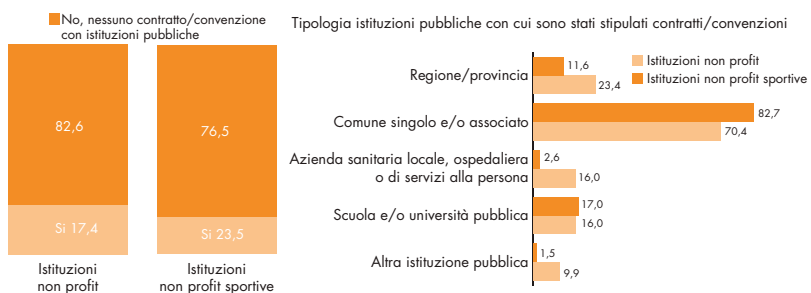 No, nessuno contratto/convenzione
con istituzioni pubbliche
82,6
76,5
Si 17,4
Si 23,5
Istituzioni
non profit
Istituzioni
non profit sportive
Tipologia istituzioni pubbliche con cui sono stati stipulati contratti/convenzioni
Istituzioni non profit
Istituzioni non profit sportive
Regione/provincia
11,6
23,4
Comune singolo e/o associato
82,7
70,4
Azienda sanitaria locale, ospedaliera
o di servizi alla persona
2,6
16,0
Scuola e/o università pubblica
17,0
16,0
Altra istituzione pubblica
1,5
9,9